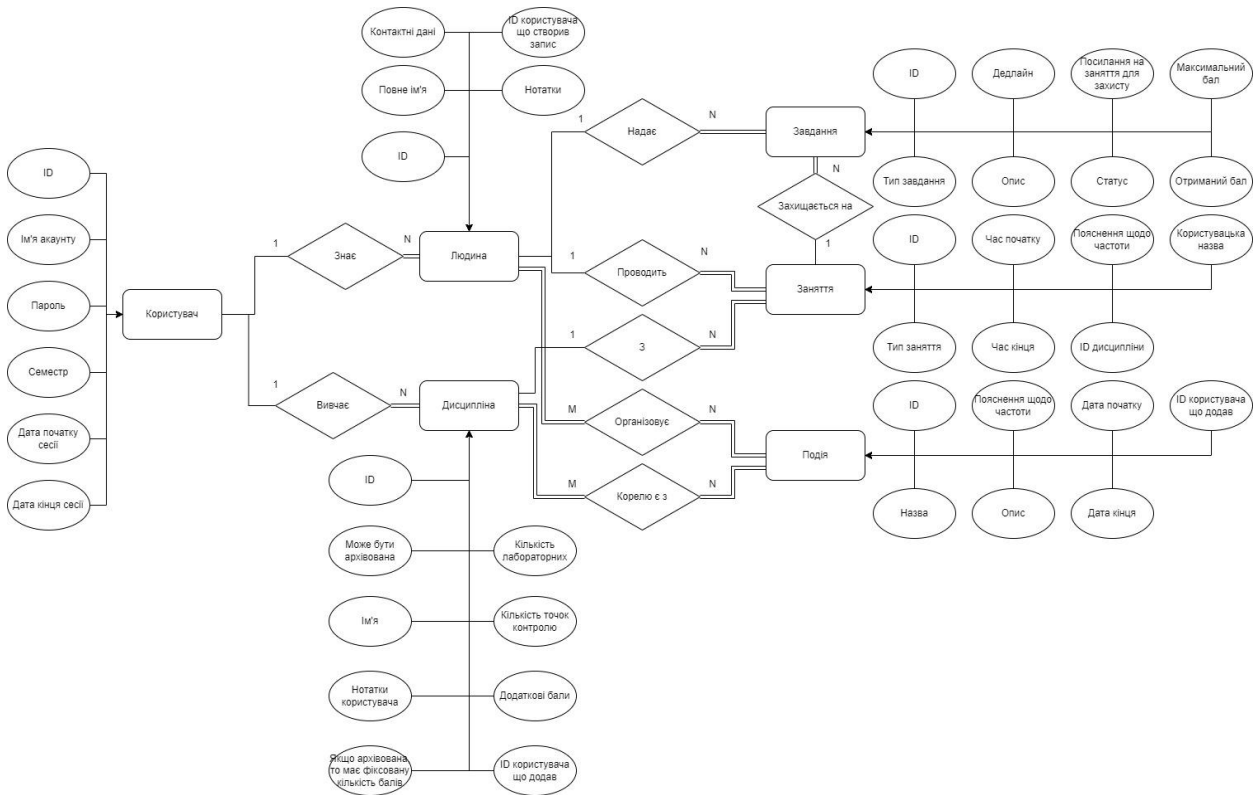 Контактні дані
ID користувача
що створив
запис
Повне ім'я
Нотатки
ID
ID
Дедлайн
Посилання на
заняття для
захисту
Максимальний
бал
1
Надає
N
Завдання
N
Тип завдання
Опис
Статус
Отриманий бал
Захищається на
1
ID
Ім'я акаунту
Пароль
Семестр
Дата початку
сесії
Дата кінця сесії
Користувач
1
Знає
N
Людина
1
Проводить
N
Заняття
ID
Час початку
Пояснення щодо
частоти
Користувацька
назва
1
З
N
Тип заняття
Час кінця
ID дисципліни
1
Вивчає
N
Дисципліна
M
Організовує
N
Подія
M
Корелю є з
N
ID
Пояснення щодо
частоти
Дата початку
ID користувача
що додав
Назва
Опис
Дата кінця
ID
Може бути
архівована
Кількість
лабораторних
Ім'я
Кількість точок
контролю
Нотатки
користувача
Додаткові бали
Якщо архівована
то має фіксовану
кількість балів
ID користувача
що додав